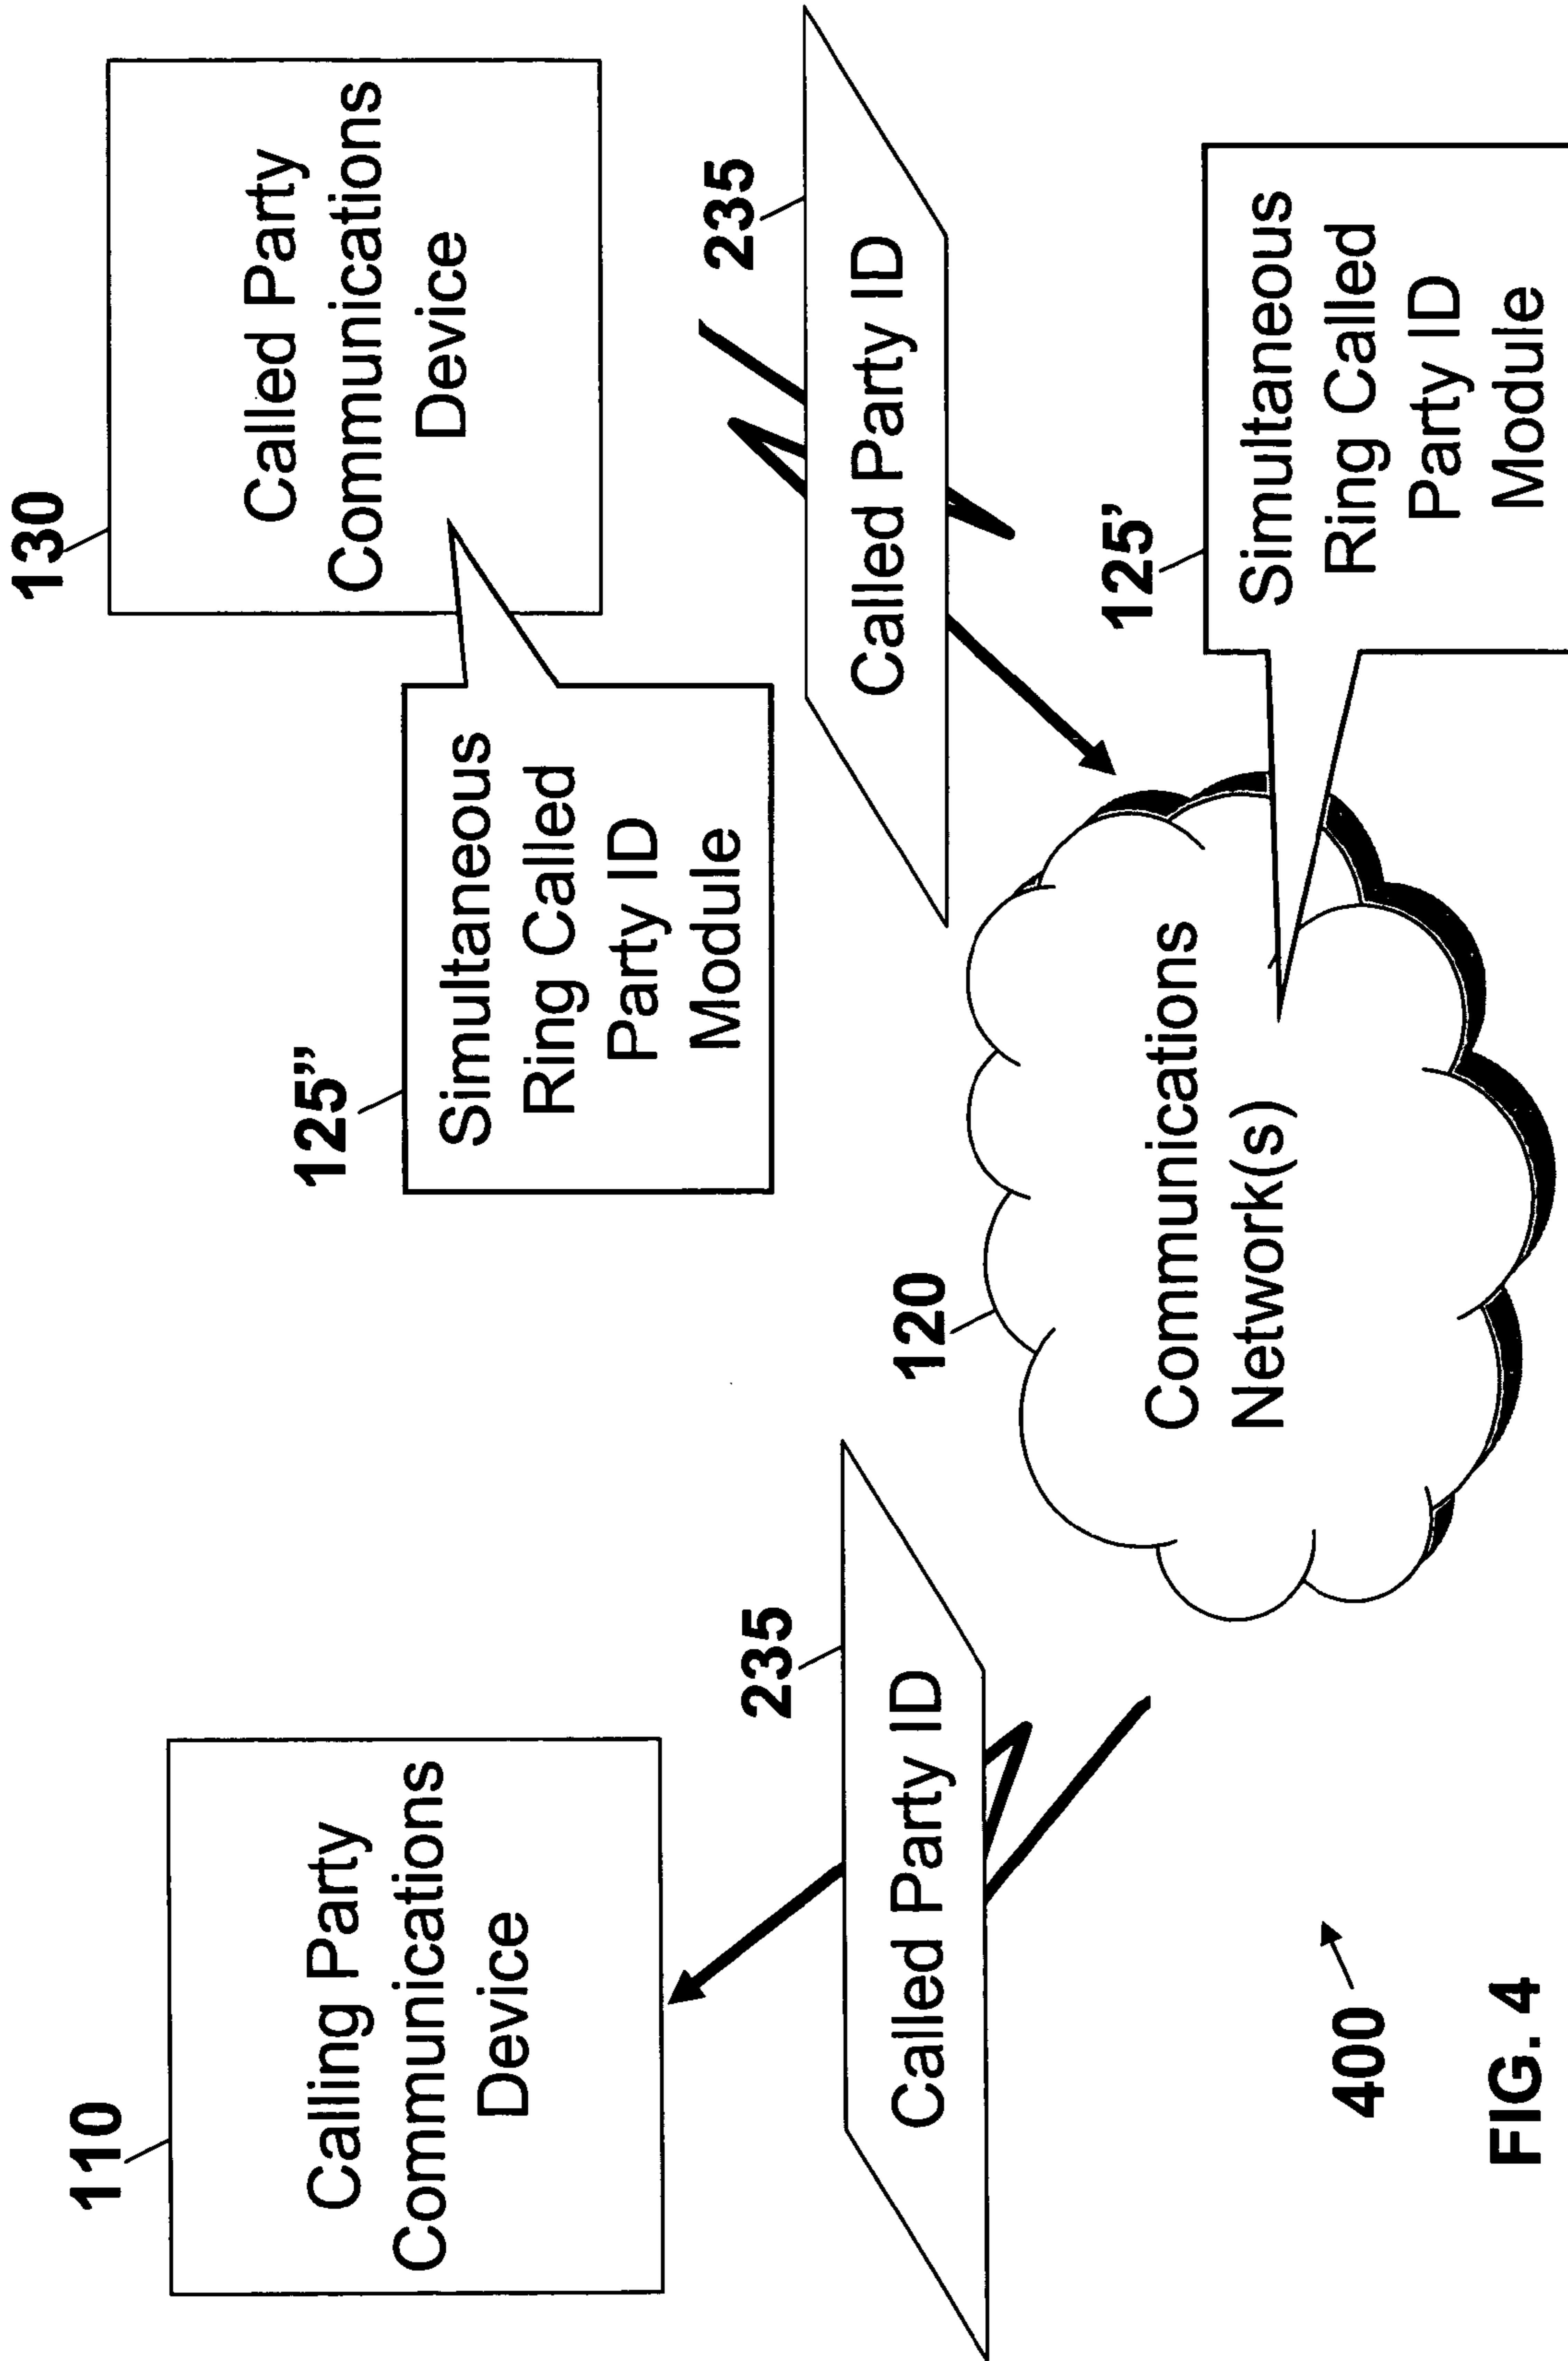 110
Calling Party
Communications
Device
130
Called Party
Communications
Device
125”
Simultaneous
Ring Called
Party ID
Module
235
Called Party ID
235
Called Party ID
120
Communications
Network(s)
125’
Simultaneous
Ring Called
Party ID
Module
400
FIG. 4